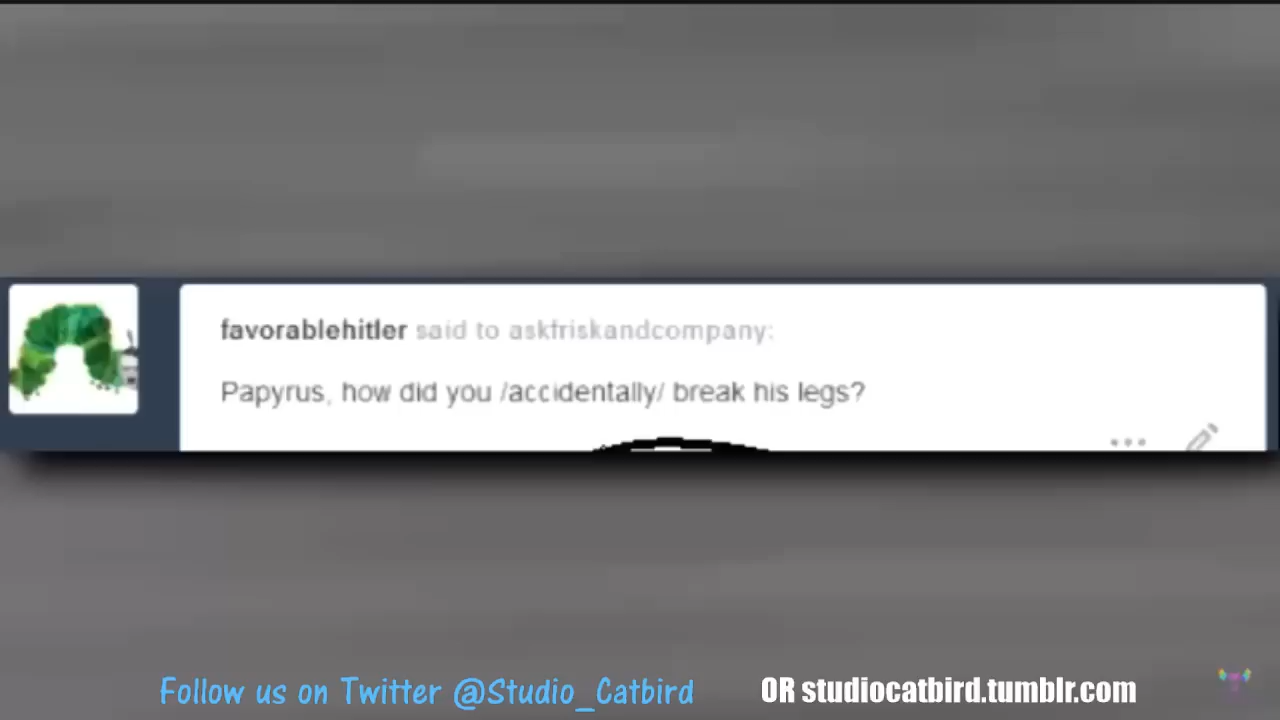 favorablehitler said to askfriskandcompany:
Papyrus, how did you /accidentally/ break his legs?
Follow us on Twitter @Studio_Catbird OR studiocatbird.tumblr.com